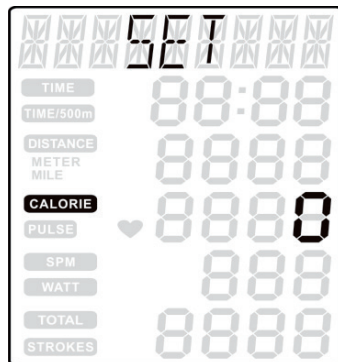 SET
TIME
TIME/500m
DISTANCE
METER
MILE
CALORIE
0
PULSE
SPM
WATT
TOTAL
STROKES